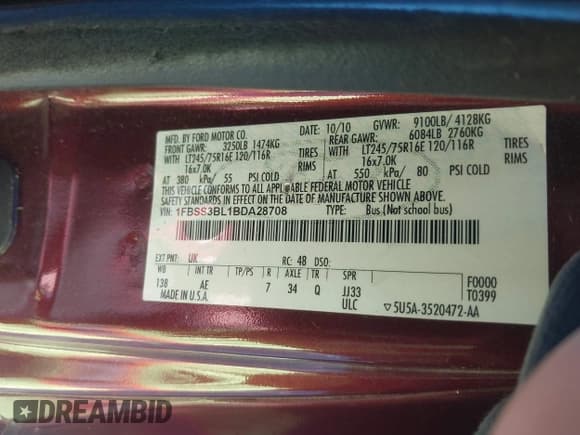 MFD. BY FORD MOTOR CO.
10/10 GVWR: 9100LB/ 4128KG
FRONT GAWR: 3250LB 1474KG
REAR GAWR: 6084LB 2760KG
WITH LT245/75R16E 120/116R TIRES
WITH LT245/75R16E 120/116R TIRES
16x7.0K RIMS
16x7.0K RIMS
AT 380 kPa/ 55 PSI COLD
AT 550 kPa/ 80 PSI COLD
THIS VEHICLE CONFORMS TO ALL APPLICABLE FEDERAL MOTOR VEHICLE
SAFETY STANDARDS IN EFFECT ON THE DATE OF MANUFACTURE SHOWN ABOVE.
VIN: 1FBSS3BL1BDA28708 TYPE: Bus (Not school bus)
EXT PNT: UK RC: 48 DSO:
WB INT TR TP/PS R AXLE TR SPR F0000
138 AE 7 34 Q JJ33 T0399
MADE IN U.S.A. ULC ▽5U5A-3520472-AA
DREAMBID